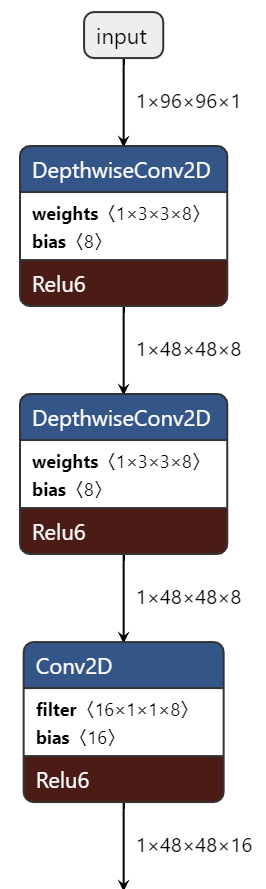 input
1×96×96×1
DepthwiseConv2D
weights〈1×3×3×8〉
bias〈8〉
Relu6
1×48×48×8
DepthwiseConv2D
weights〈1×3×3×8〉
bias〈8〉
Relu6
1×48×48×8
Conv2D
filter〈16×1×1×8〉
bias〈16〉
Relu6
1×48×48×16